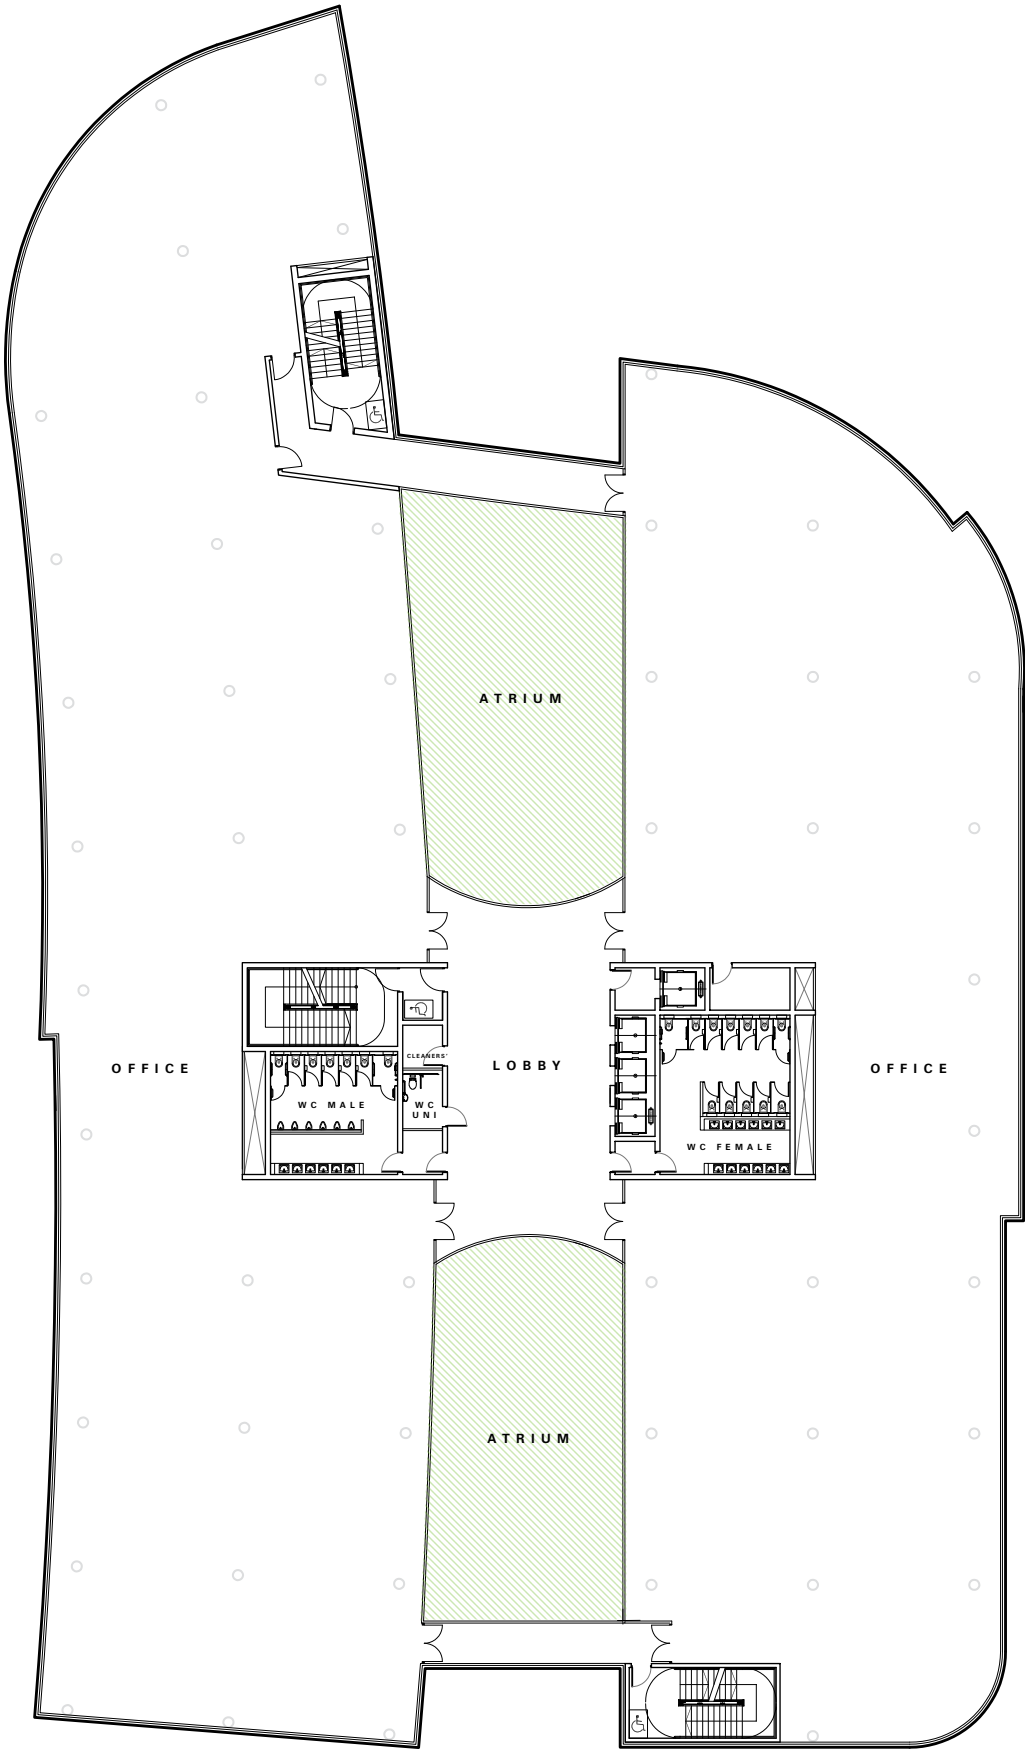 ATRIUM
LOBBY
CLEANERS'
OFFICE
OFFICE
WC MALE
WC
UNI
WC FEMALE
ATRIUM